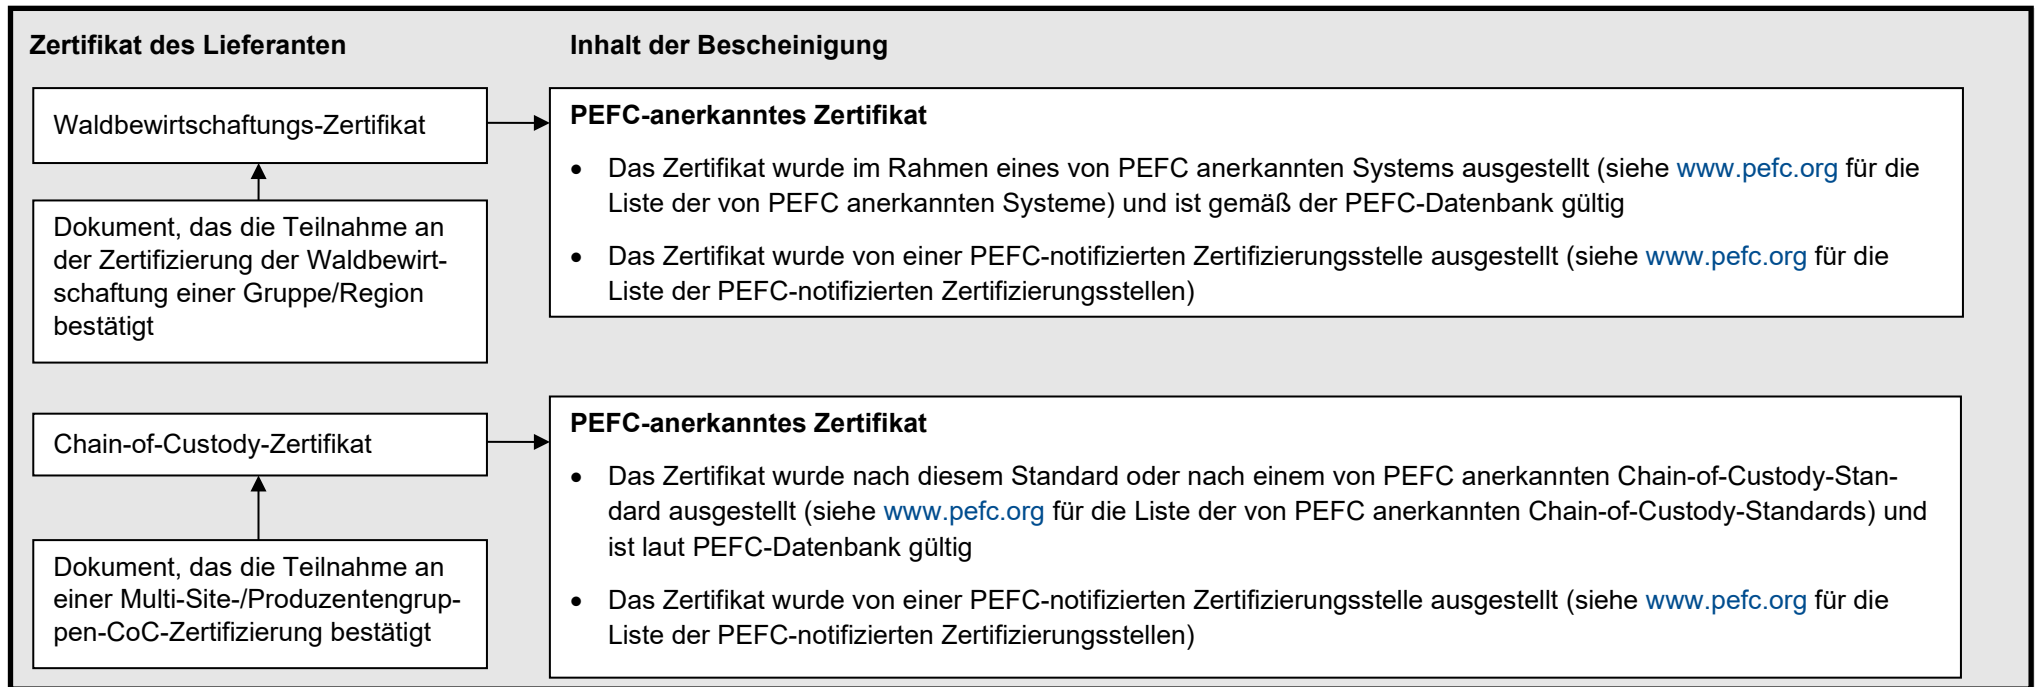 Zertifikat des Lieferanten
Inhalt der Bescheinigung
Waldbewirtschaftungs-Zertifikat
Dokument, das die Teilnahme an
der Zertifizierung der Waldbewirt-
schaftung einer Gruppe/Region
bestätigt
PEFC-anerkanntes Zertifikat
• Das Zertifikat wurde im Rahmen eines von PEFC anerkannten Systems ausgestellt (siehe www.pefc.org für die
Liste der von PEFC anerkannten Systeme) und ist gemäß der PEFC-Datenbank gültig
• Das Zertifikat wurde von einer PEFC-notifizierten Zertifizierungsstelle ausgestellt (siehe www.pefc.org für die
Liste der PEFC-notifizierten Zertifizierungsstellen)
Chain-of-Custody-Zertifikat
Dokument, das die Teilnahme an
einer Multi-Site-/Produzentengrup-
pen-CoC-Zertifizierung bestätigt
PEFC-anerkanntes Zertifikat
• Das Zertifikat wurde nach diesem Standard oder nach einem von PEFC anerkannten Chain-of-Custody-Stan-
dard ausgestellt (siehe www.pefc.org für die Liste der von PEFC anerkannten Chain-of-Custody-Standards) und
ist laut PEFC-Datenbank gültig
• Das Zertifikat wurde von einer PEFC-notifizierten Zertifizierungsstelle ausgestellt (siehe www.pefc.org für die
Liste der PEFC-notifizierten Zertifizierungsstellen)